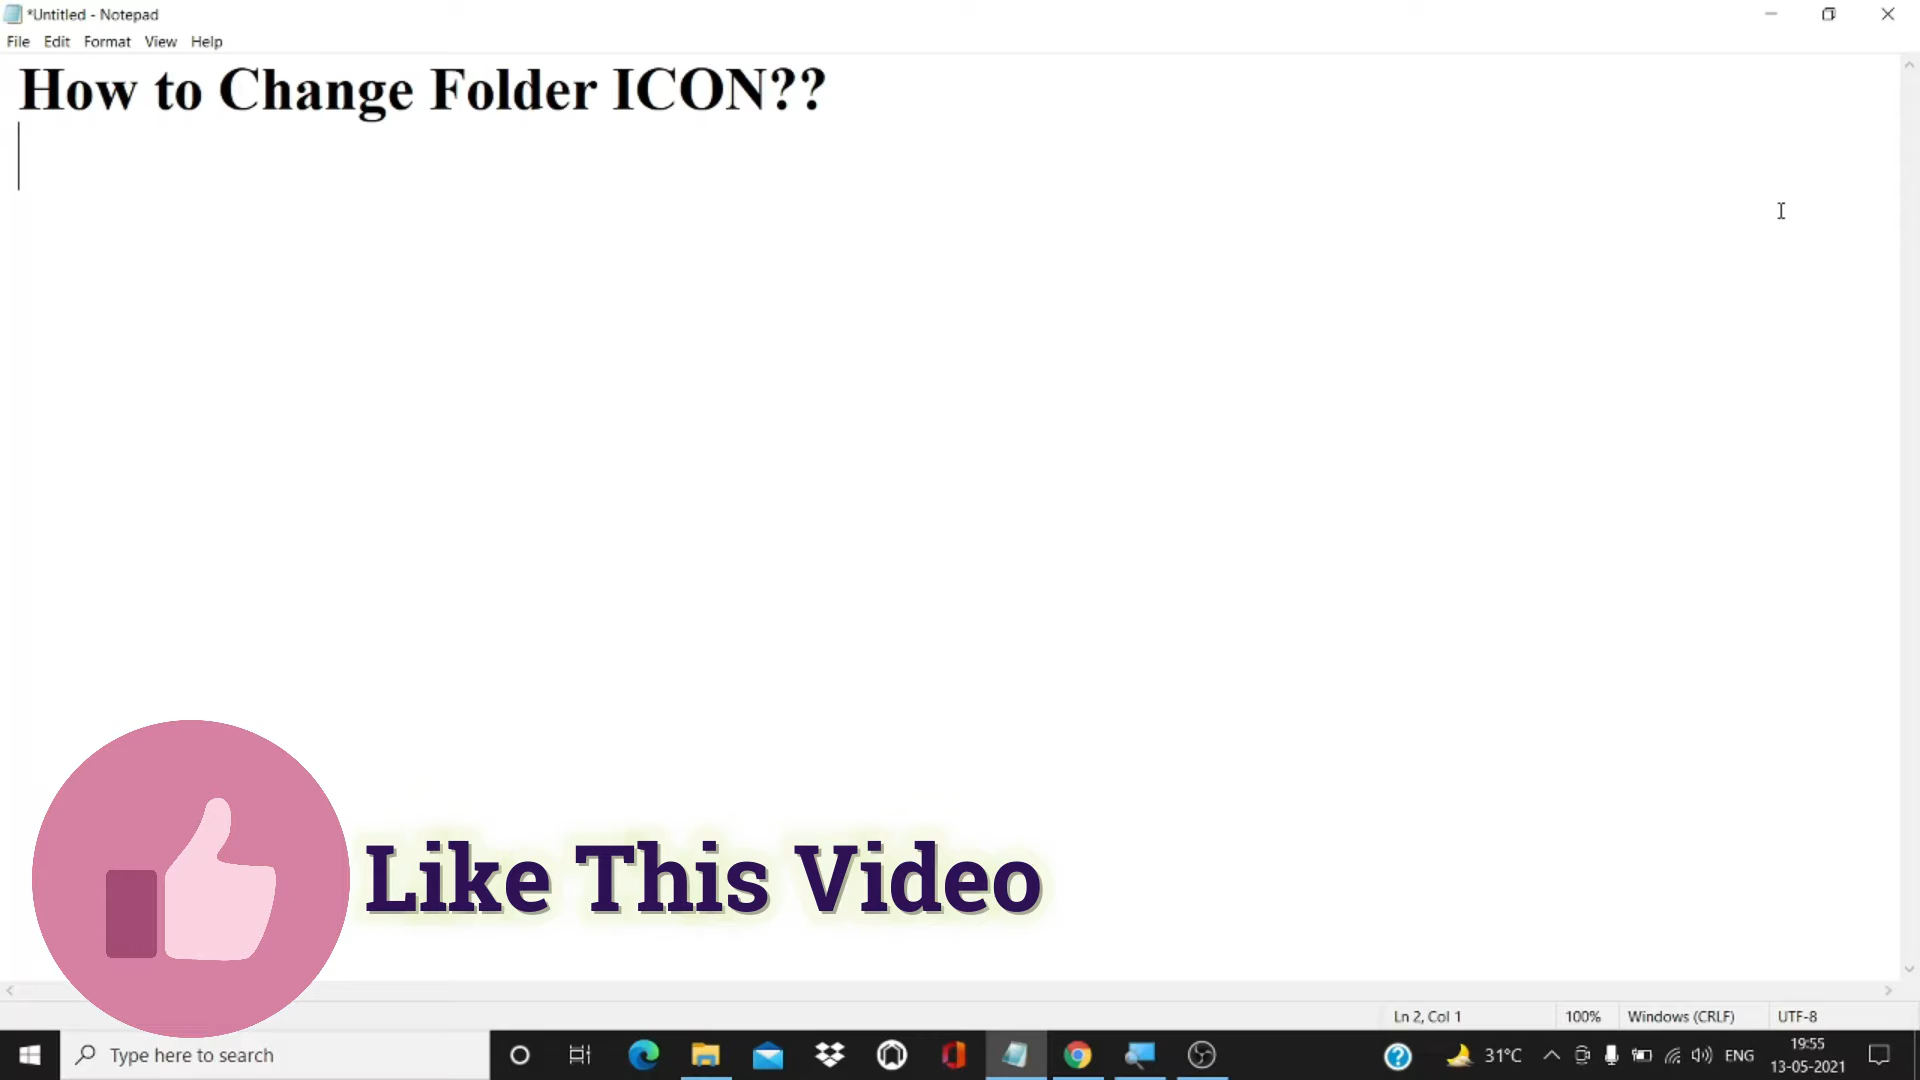 *Untitled - Notepad
File Edit Format View Help
How to Change Folder ICON??
Like This Video
Ln 2, Col 1 100% Windows (CRLF) UTF-8
Type here to search 31°C ENG 19:55
13-05-2021